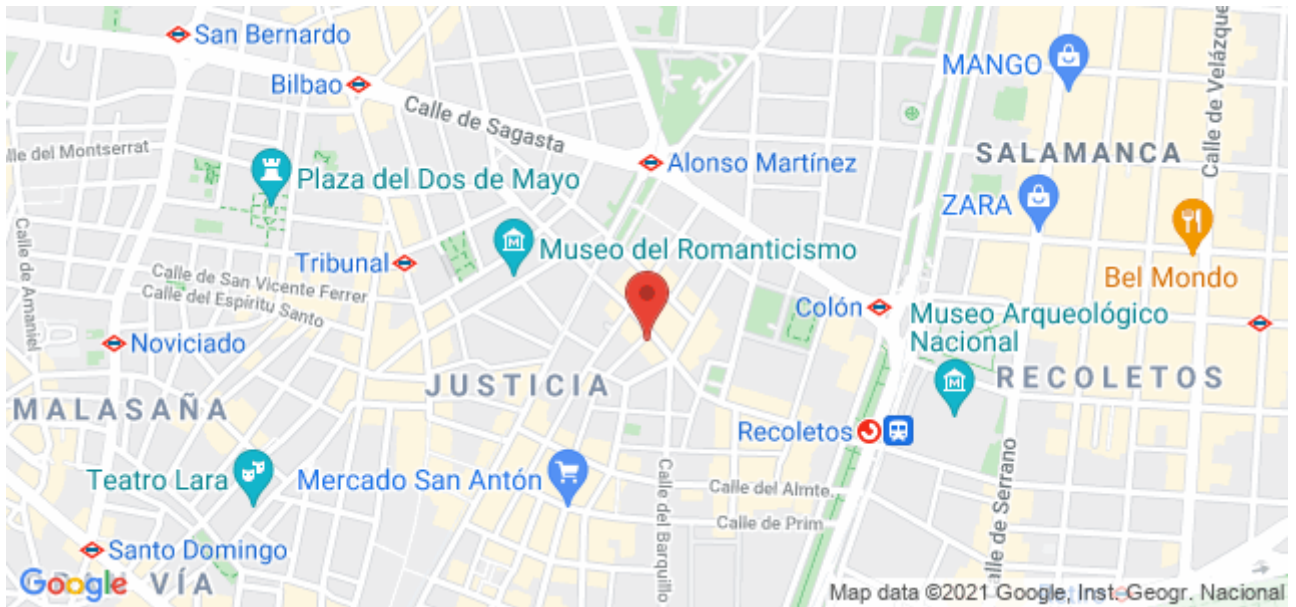 San Bernardo
Bilbao
Calle de Sagasta
MANGO
Calle de Velázque
lle del Montserrat
Plaza del Dos de Mayo
Alonso Martínez
SALAMANCA
ZARA
Museo del Romanticismo
Tribunal
Calle de San Vicente Ferrer
Calle del Espíritu Santo
Calle de Amaniel
Bel Mondo
Colón
Museo Arqueológico
Nacional
Noviciado
JUSTICIA
RECOLETOS
MALASAÑA
Recoletos
Teatro Lara
Mercado San Antón
Calle del Barquillo
Calle del Almte.
Calle de Prim
alle de Serrano
Santo Domingo
Google
VÍA
Map data ©2021 Google, Inst. Geogr. Nacional